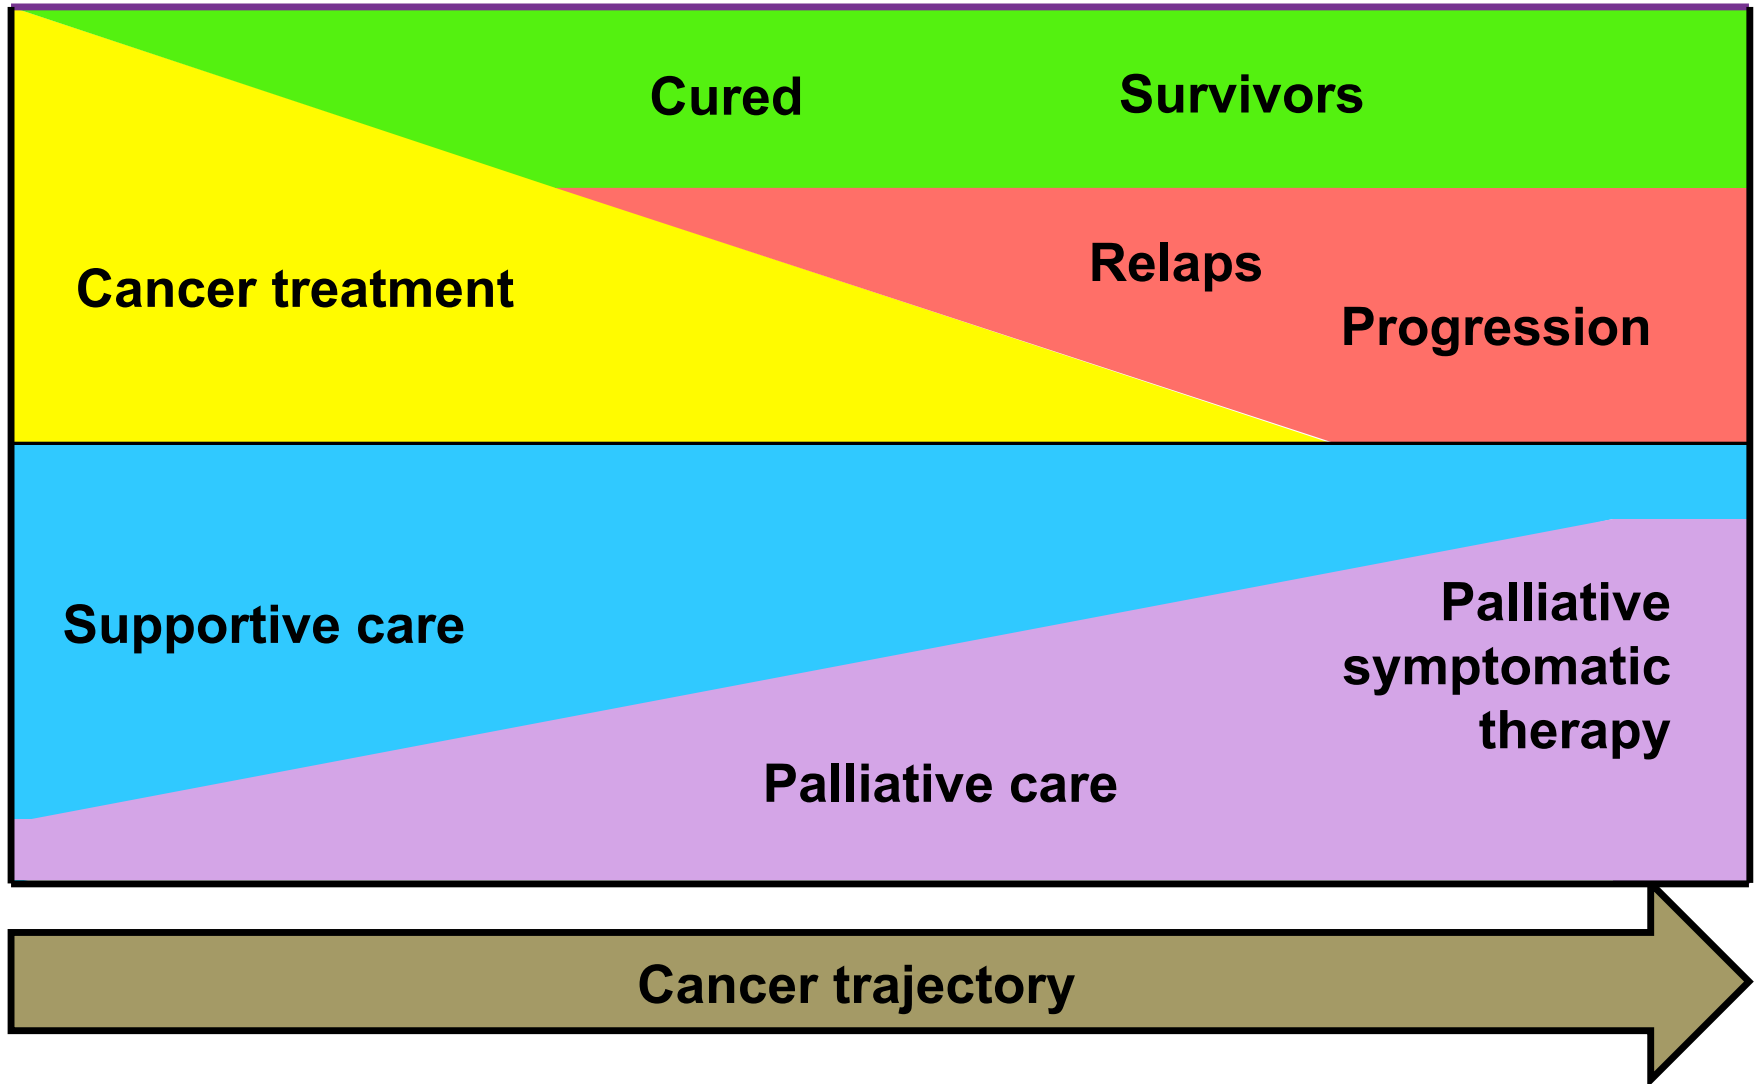 Cured
Survivors
Cancer treatment
Relaps
Progression
Supportive care
Palliative
symptomatic
therapy
Palliative care
Cancer trajectory